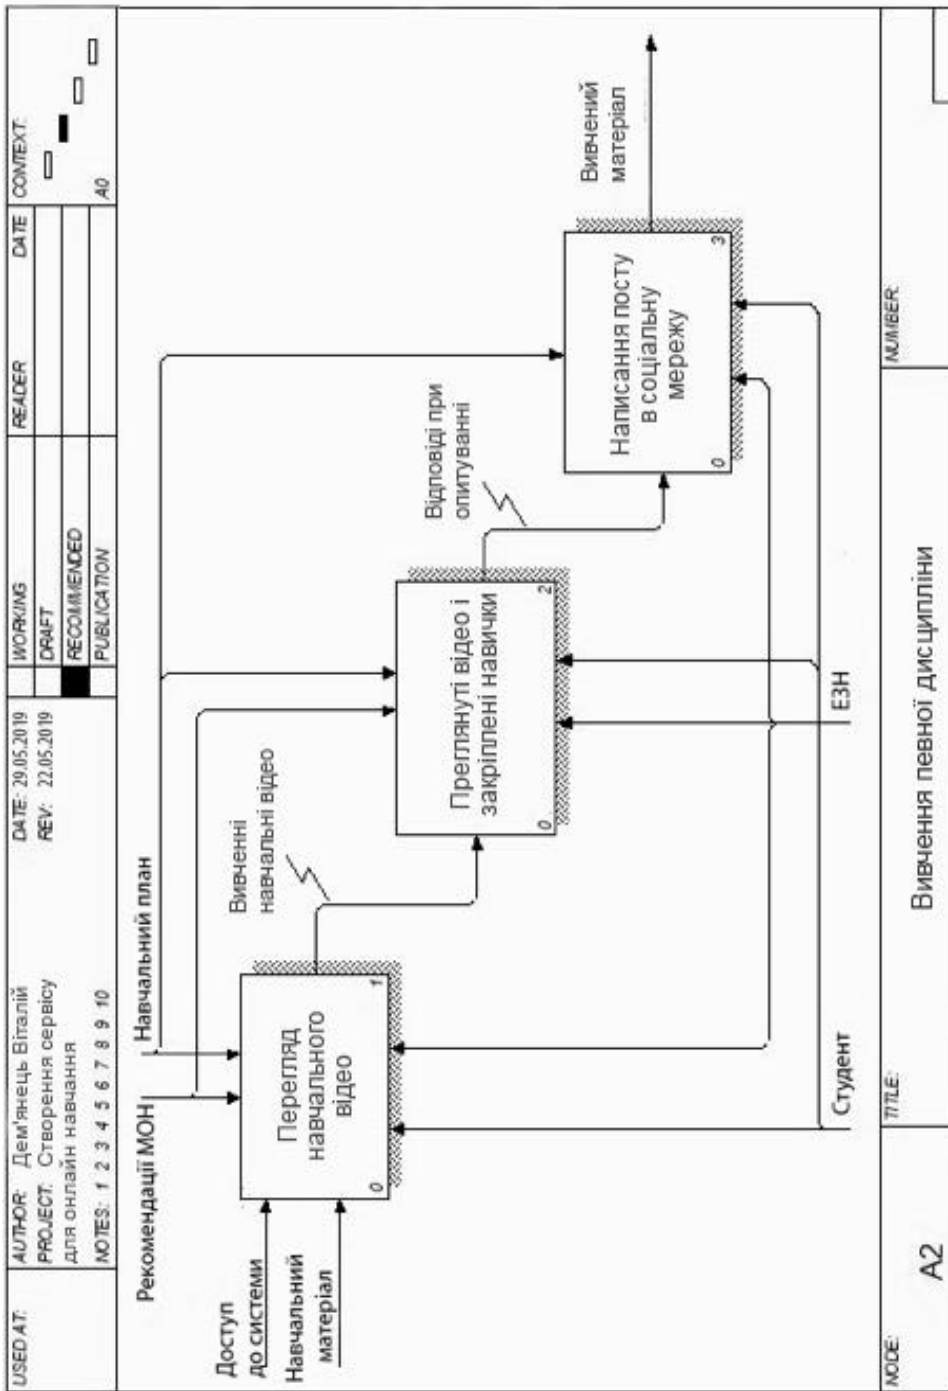 USED AT:
AUTHOR: Дем'янець Віталій
DATE: 29.05.2019
PROJECT: Створення сервісу
REV: 22.05.2019
для онлайн навчання
NOTES: 1 2 3 4 5 6 7 8 9 10
WORKING
DRAFT
RECOMMENDED
PUBLICATION
READER
DATE
CONTEXT:
A0
Рекомендації МОН
Навчальний план
Доступ
до системи
Навчальний
матеріал
Перегляд
навчального
відео
0
1
Вивченні
навчальні відео
Преглянуті відео і
закріплені навички
0
2
Відповіді при
опитуванні
Написання посту
в соціальну
мережу
0
3
Вивчений
матеріал
Студент
ЕЗН
NODE:
A2
TITLE:
Вивчення певної дисципліни
NUMBER: